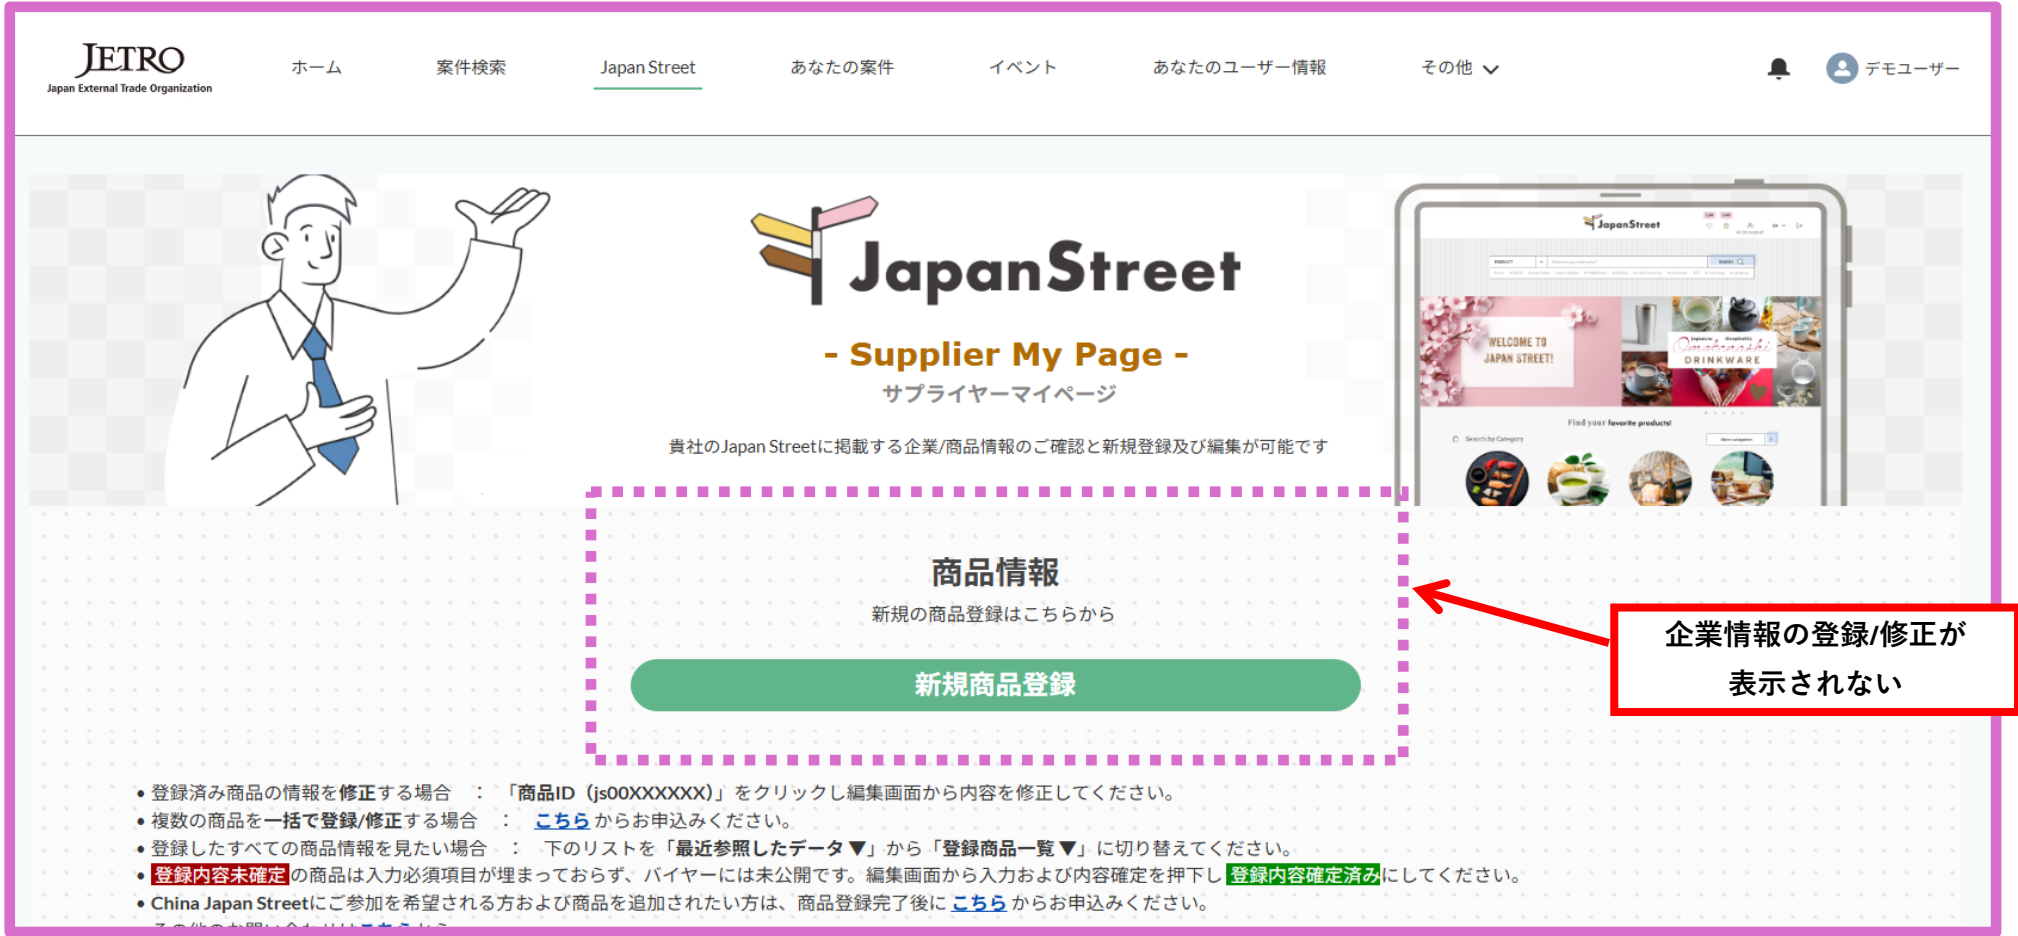 JETRO
Japan External Trade Organization
ホーム
案件検索
Japan Street
あなたの案件
イベント
あなたのユーザー情報
その他
デモユーザー
JapanStreet
- Supplier My Page -
サプライヤーマイページ
貴社のJapan Streetに掲載する企業/商品情報のご確認と新規登録及び編集が可能です
JapanStreet
PRODUCT
SEARCH
WELCOME TO
JAPAN STREET!
Omotenashi
DRINKWARE
Find your favorite products!
Search by Category
More categories
商品情報
新規の商品登録はこちらから
新規商品登録
企業情報の登録/修正が
表示されない
• 登録済み商品の情報を修正する場合 ： 「商品ID（js00XXXXXX）」をクリックし編集画面から内容を修正してください。
• 複数の商品を一括で登録/修正する場合 ： こちら からお申込みください。
• 登録したすべての商品情報を見たい場合 ： 下のリストを「最近参照したデータ ▼」から「登録商品一覧 ▼」に切り替えてください。
• 登録内容未確定 の商品は入力必須項目が埋まっておらず、バイヤーには未公開です。編集画面から入力および内容確定を押下し 登録内容確定済み にしてください。
• China Japan Streetにご参加を希望される方および商品を追加されたい方は、商品登録完了後に こちら からお申込みください。